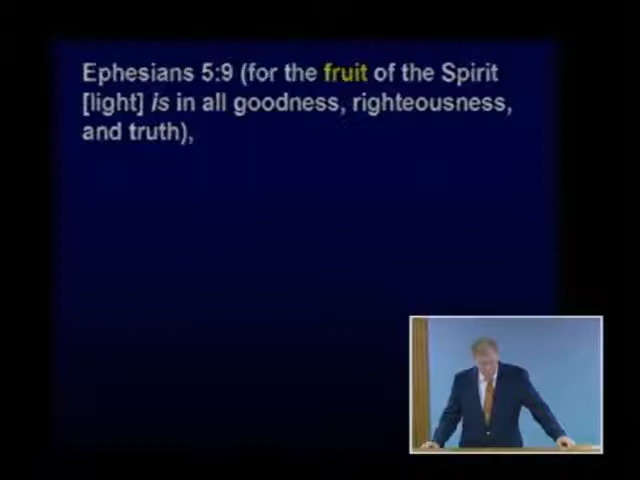 Ephesians 5:9 (for the fruit of the Spirit
[light] is in all goodness, righteousness,
and truth),